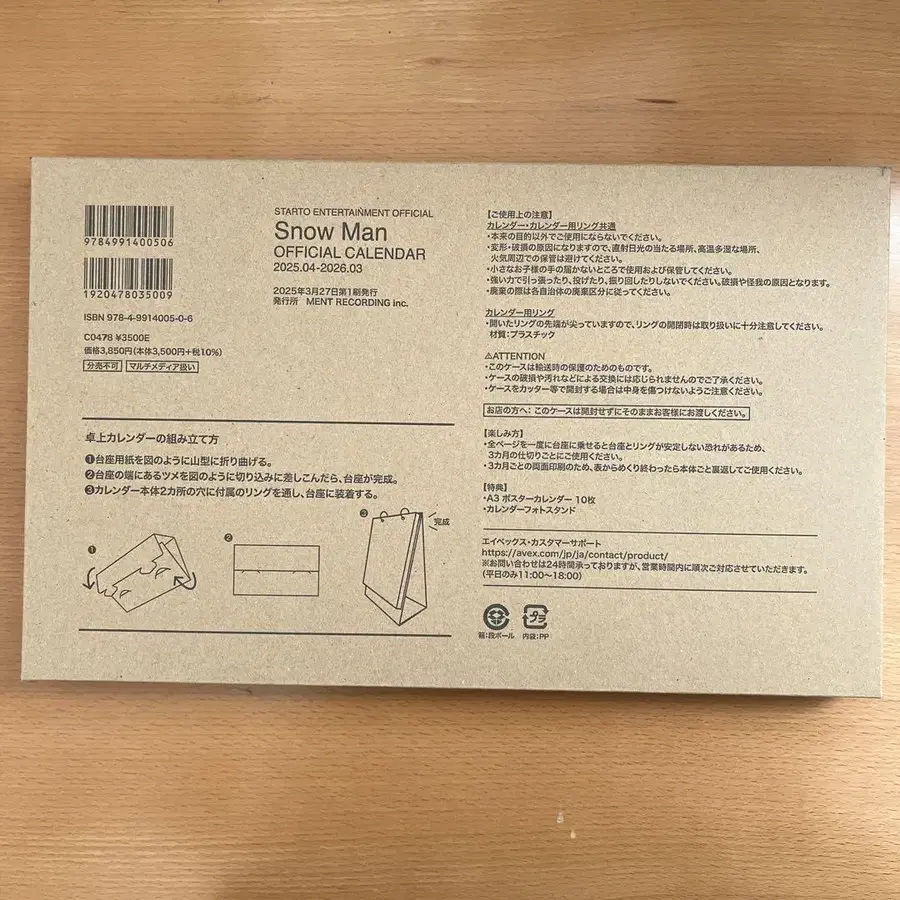 9784991400506
1920478035009
ISBN 978-4-9914005-0-6
C0478 ¥3500E
価格3,850円(本体3,500円+税10%)
分売不可 マルチメディア扱い
STARTO ENTERTAINMENT OFFICIAL
Snow Man
OFFICIAL CALENDAR
2025.04-2026.03
2025年3月27日第1刷発行
発行所 MENT RECORDING inc.
卓上カレンダーの組み立て方
❶台座用紙を図のように山型に折り曲げる。
❷台座の端にあるツメを図のように切り込みに差しこんだら、台座が完成。
❸カレンダー本体2カ所の穴に付属のリングを通し、台座に装着する。
❶
❷
❸
完成
【ご使用上の注意】
カレンダー・カレンダー用リング共通
・本来の目的以外でご使用にならないでください。
・変形・破損の原因になりますので、直射日光の当たる場所、高温多湿な場所、
火気周辺での保管は避けてください。
・小さなお子様の手の届かないところで使用および保管してください。
・強い力で引っ張ったり、投げたり、振り回したりしないでください。破損や怪我の原因となります。
・廃棄の際は各自治体の廃棄区分に従ってください。
カレンダー用リング
・開いたリングの先端が尖っていますので、リングの開閉時は取り扱いに十分注意してください。
材質：プラスチック
⚠ATTENTION
・このケースは輸送時の保護のためのものです。
・ケースの破損や汚れなどによる交換には応じられませんのでご了承ください。
・ケースをカッター等で開封する場合は中身を傷つけないようご注意ください。
お店の方へ：このケースは開封せずにそのままお客様にお渡しください。
【楽しみ方】
・全ページを一度に台座に乗せると台座とリングが安定しない恐れがあるため、
3カ月の仕切りごとにご使用ください。
・3カ月ごとの両面印刷のため、表からめくり終わったら本体ごと裏返してご使用ください。
【特典】
・A3 ポスターカレンダー 10枚
・カレンダーフォトスタンド
エイベックス・カスタマーサポート
https://avex.com/jp/ja/contact/product/
※お問い合わせは24時間承っておりますが、営業時間内に順次ご対応させていただきます。
(平日のみ11:00〜18:00)
プラ
箱：段ボール 内袋：PP